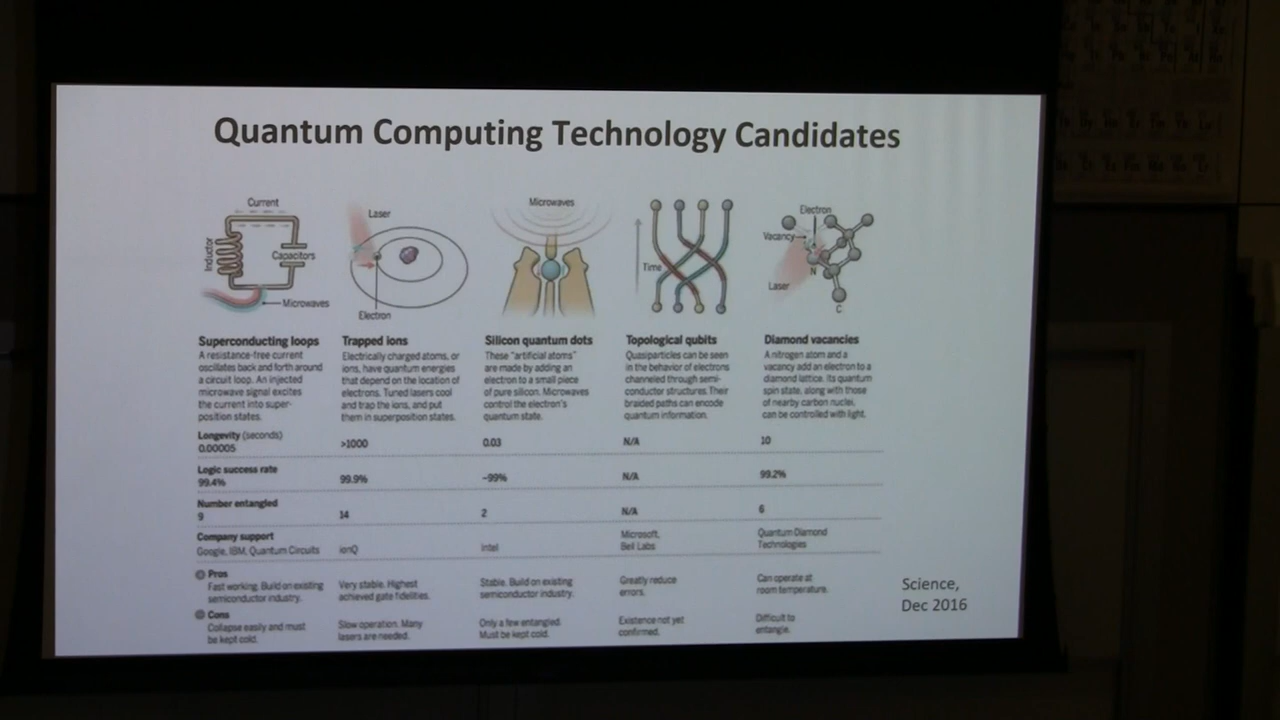 Quantum Computing Technology Candidates
Current
Inductor
Capacitors
Microwaves
Laser
Electron
Microwaves
Time
Electron
Vacancy
Laser
N
C
Superconducting loops
A resistance-free current
oscillates back and forth around
a circuit loop. An injected
microwave signal excites
the current into super-
position states.
Trapped ions
Electrically charged atoms, or
ions, have quantum energies
that depend on the location of
electrons. Tuned lasers cool
and trap the ions, and put
them in superposition states.
Silicon quantum dots
These "artificial atoms"
are made by adding an
electron to a small piece
of pure silicon. Microwaves
control the electron's
quantum state.
Topological qubits
Quasiparticles can be seen
in the behavior of electrons
channeled through semi-
conductor structures. Their
braided paths can encode
quantum information.
Diamond vacancies
A nitrogen atom and a
vacancy add an electron to a
diamond lattice. Its quantum
spin state, along with those
of nearby carbon nuclei,
can be controlled with light.
Longevity (seconds)
0.00005
>1000
0.03
N/A
10
Logic success rate
99.4%
99.9%
~99%
N/A
99.2%
Number entangled
9
14
2
N/A
6
Company support
Google, IBM, Quantum Circuits
ionQ
Intel
Microsoft,
Bell Labs
Quantum Diamond
Technologies
Pros
Fast working. Build on existing
semiconductor industry.
Very stable. Highest
achieved gate fidelities.
Stable. Build on existing
semiconductor industry.
Greatly reduce
errors.
Can operate at
room temperature.
Cons
Collapse easily and must
be kept cold.
Slow operation. Many
lasers are needed.
Only a few entangled.
Must be kept cold.
Existence not yet
confirmed.
Difficult to
entangle.
Science,
Dec 2016